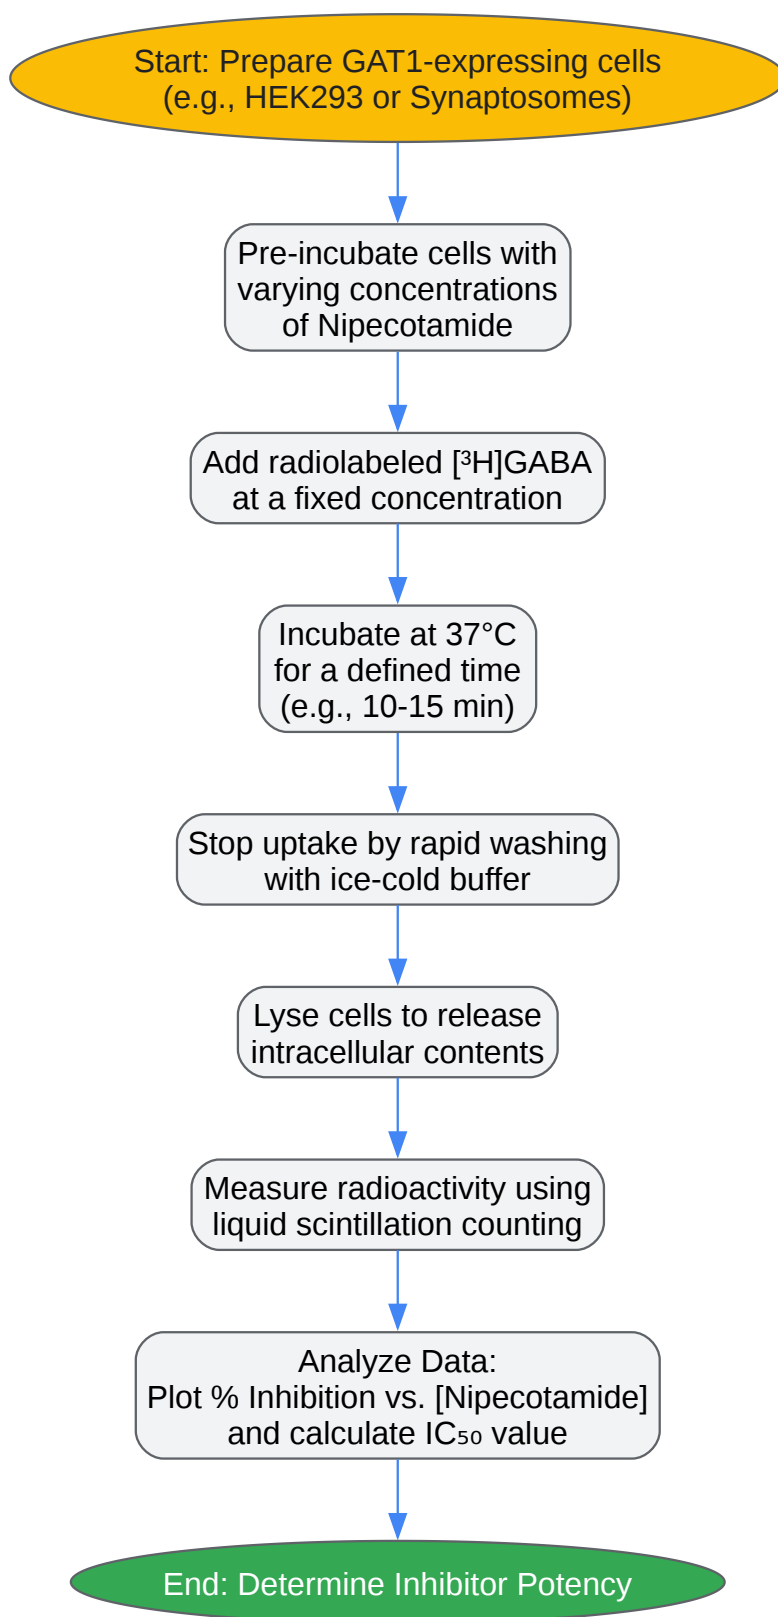 Start: Prepare GAT1-expressing cells
(e.g., HEK293 or Synaptosomes)
Pre-incubate cells with
varying concentrations
of Nipecotamide
Add radiolabeled [³H]GABA
at a fixed concentration
Incubate at 37°C
for a defined time
(e.g., 10-15 min)
Stop uptake by rapid washing
with ice-cold buffer
Lyse cells to release
intracellular contents
Measure radioactivity using
liquid scintillation counting
Analyze Data:
Plot % Inhibition vs. [Nipecotamide]
and calculate IC₅₀ value
End: Determine Inhibitor Potency